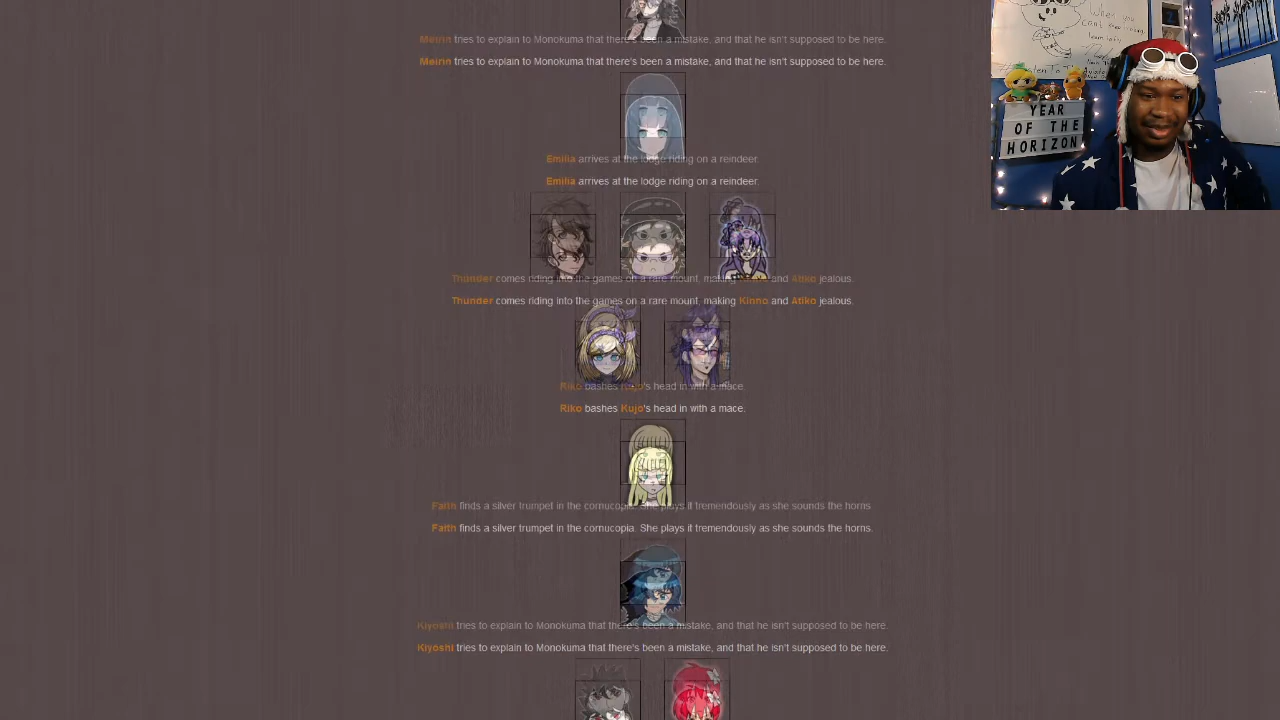 Meirin tries to explain to Monokuma that there's been a mistake, and that he isn't supposed to be here.
Meirin tries to explain to Monokuma that there's been a mistake, and that he isn't supposed to be here.
Emilia arrives at the lodge riding on a reindeer.
Emilia arrives at the lodge riding on a reindeer.
Thunder comes riding into the games on a rare mount, making Kinno and Atiko jealous.
Thunder comes riding into the games on a rare mount, making Kinno and Atiko jealous.
Riko bashes Kujo's head in with a mace.
Riko bashes Kujo's head in with a mace.
Faith finds a silver trumpet in the cornucopia. She plays it tremendously as she sounds the horns
Faith finds a silver trumpet in the cornucopia. She plays it tremendously as she sounds the horns.
Kiyoshi tries to explain to Monokuma that there's been a mistake, and that he isn't supposed to be here.
Kiyoshi tries to explain to Monokuma that there's been a mistake, and that he isn't supposed to be here.
When you
YEAR
OF THE
HORIZON